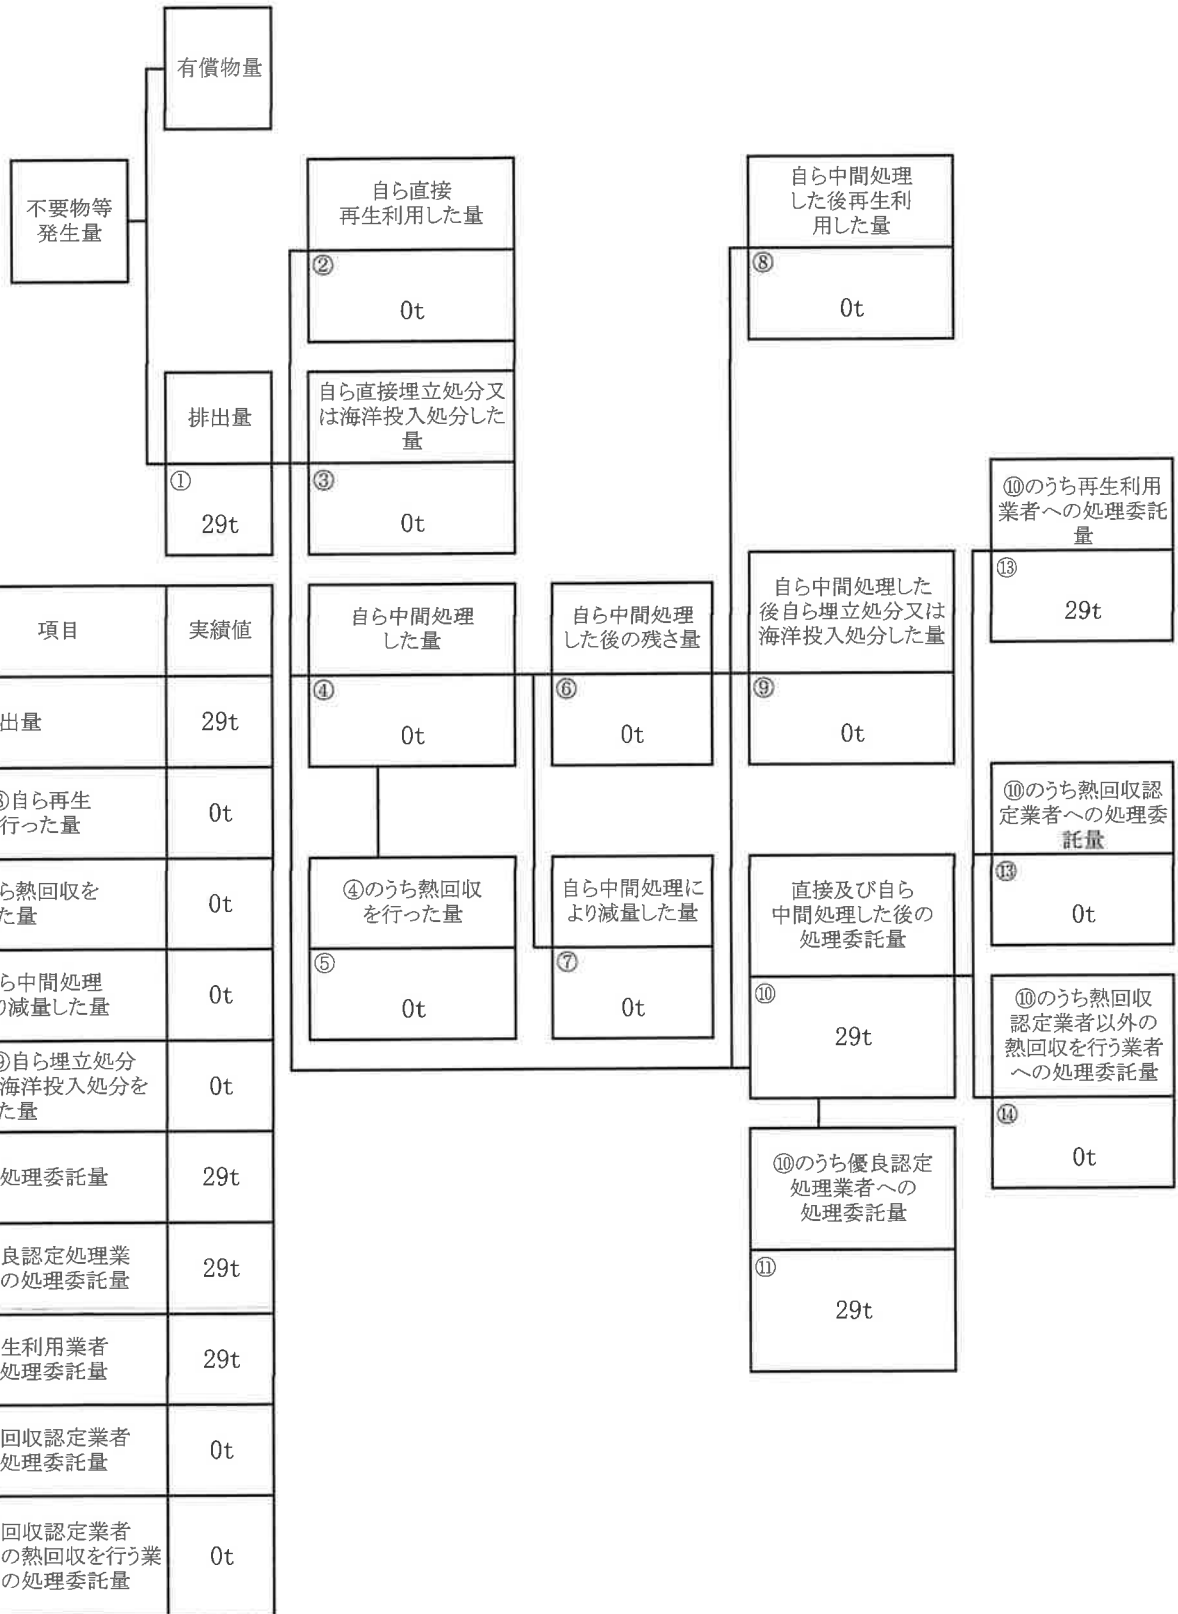 有償物量
不要物等
発生量
自ら直接
再生利用した量
②
0t
自ら中間処理
した後再生利
用した量
⑧
0t
排出量
①
29t
自ら直接埋立処分又
は海洋投入処分した
量
③
0t
⑩のうち再生利用
業者への処理委託
量
⑬
29t
自ら中間処理
した量
④
0t
自ら中間処理
した後の残さ量
⑥
0t
自ら中間処理した
後自ら埋立処分又は
海洋投入処分した量
⑨
0t
⑩のうち熱回収認
定業者への処理委
託量
⑬
0t
④のうち熱回収
を行った量
⑤
0t
自ら中間処理に
より減量した量
⑦
0t
直接及び自ら
中間処理した後の
処理委託量
⑩
29t
⑩のうち熱回収
認定業者以外の
熱回収を行う業者
への処理委託量
⑭
0t
⑩のうち優良認定
処理業者への
処理委託量
⑪
29t
項目
実績値
出量
29t
自ら再生
行った量
0t
ら熱回収を
た量
0t
ら中間処理
り減量した量
0t
自ら埋立処分
海洋投入処分を
た量
0t
処理委託量
29t
良認定処理業
の処理委託量
29t
生利用業者
処理委託量
29t
回収認定業者
処理委託量
0t
回収認定業者
の熱回収を行う業
の処理委託量
0t